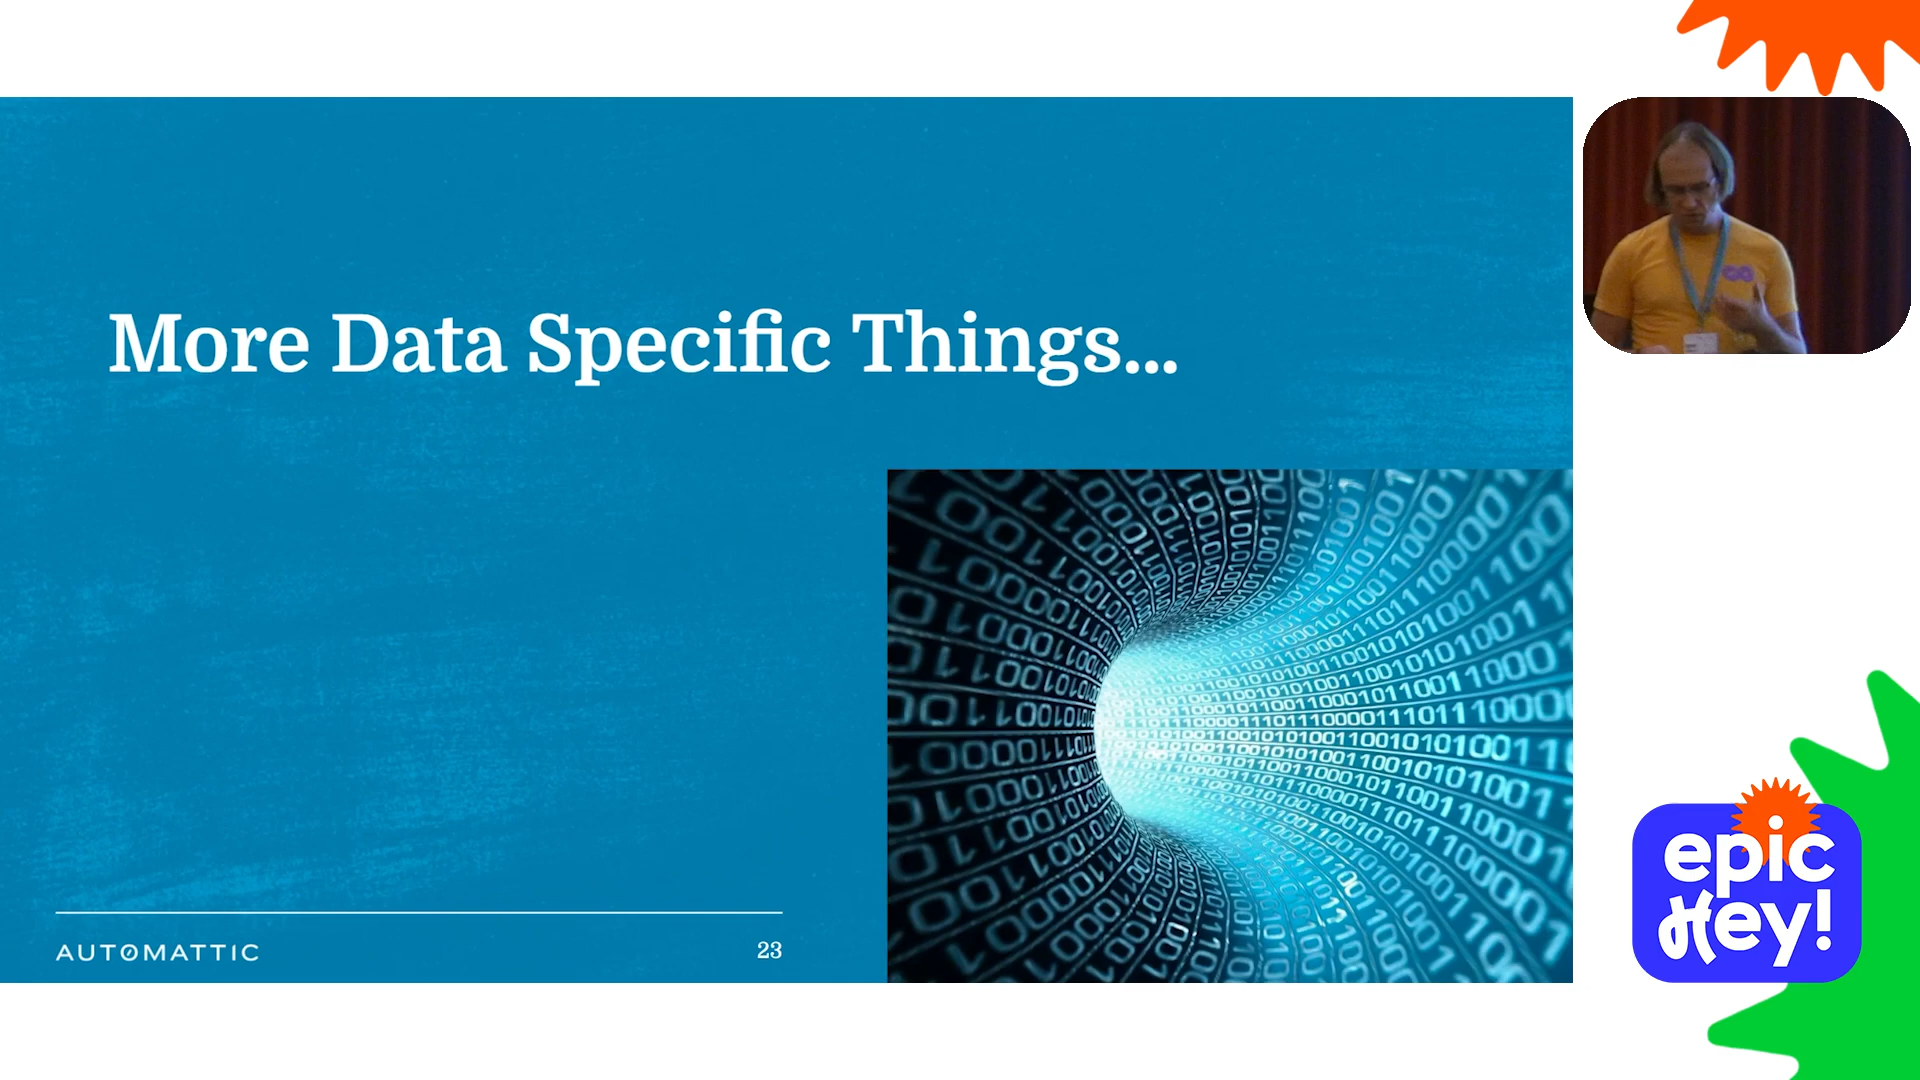 More Data Specific Things...
AUTOMATTIC
23
epic
Hey!